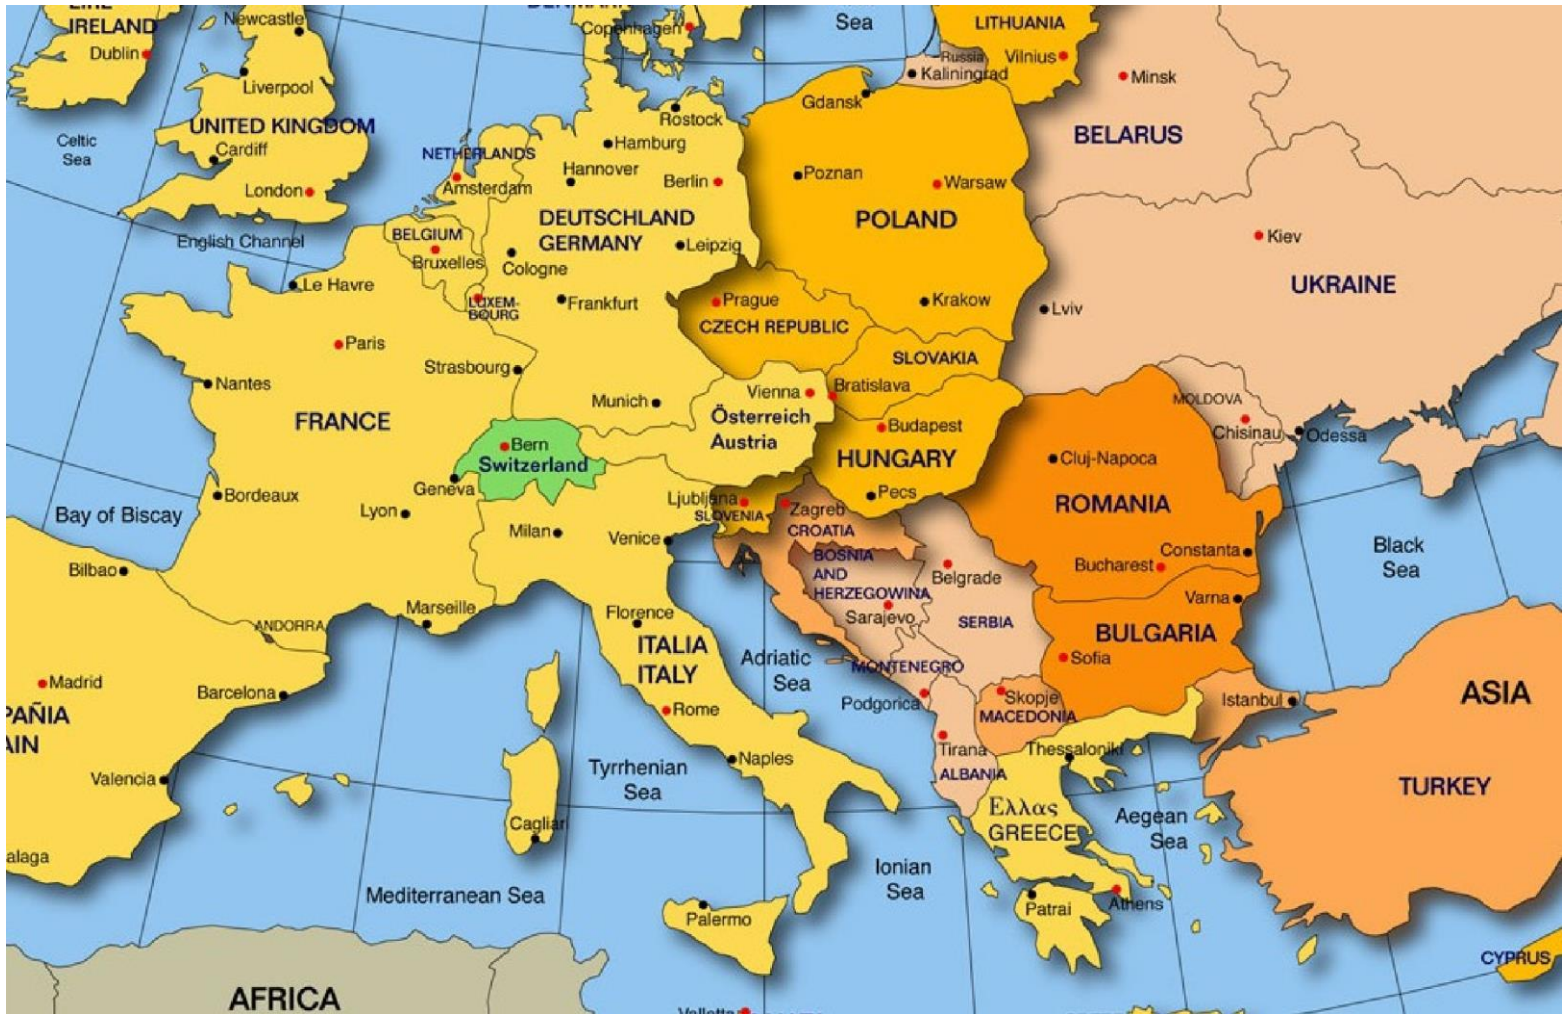 IRELAND
Dublin
Newcastle
Liverpool
UNITED KINGDOM
Cardiff
London
Celtic
Sea
English Channel
Copenhagen
Sea
LITHUANIA
Vilnius
Russia
Kaliningrad
Minsk
BELARUS
Gdansk
Rostock
Hamburg
NETHERLANDS
Amsterdam
Hannover
Berlin
Poznan
Warsaw
DEUTSCHLAND
GERMANY
POLAND
BELGIUM
Bruxelles
Cologne
Leipzig
Kiev
UKRAINE
Le Havre
LUXEM-
BOURG
Frankfurt
Prague
CZECH REPUBLIC
Krakow
Lviv
Paris
Strasbourg
SLOVAKIA
Nantes
Munich
Vienna
Bratislava
MOLDOVA
Chisinau
Odessa
FRANCE
Österreich
Austria
Budapest
HUNGARY
Bern
Switzerland
Geneva
Cluj-Napoca
Pecs
Bordeaux
Lyon
Bay of Biscay
Ljubljana
SLOVENIA
Zagreb
CROATIA
ROMANIA
Milan
Venice
BOSNIA
AND
HERZEGOWINA
Belgrade
Bucharest
Constanta
Black
Sea
Bilbao
Marseille
Florence
Sarajevo
SERBIA
Varna
BULGARIA
ANDORRA
ITALIA
ITALY
Adriatic
Sea
MONTENEGRO
Sofia
Madrid
Barcelona
Rome
Podgorica
Skopje
MACEDONIA
Istanbul
ASIA
PAÑIA
AIN
Valencia
Tyrrhenian
Sea
Naples
Tirana
ALBANIA
Thessaloniki
TURKEY
Ελλας
GREECE
Aegean
Sea
Cagliari
alaga
Mediterranean Sea
Ionian
Sea
Palermo
Patrai
Athens
CYPRUS
AFRICA